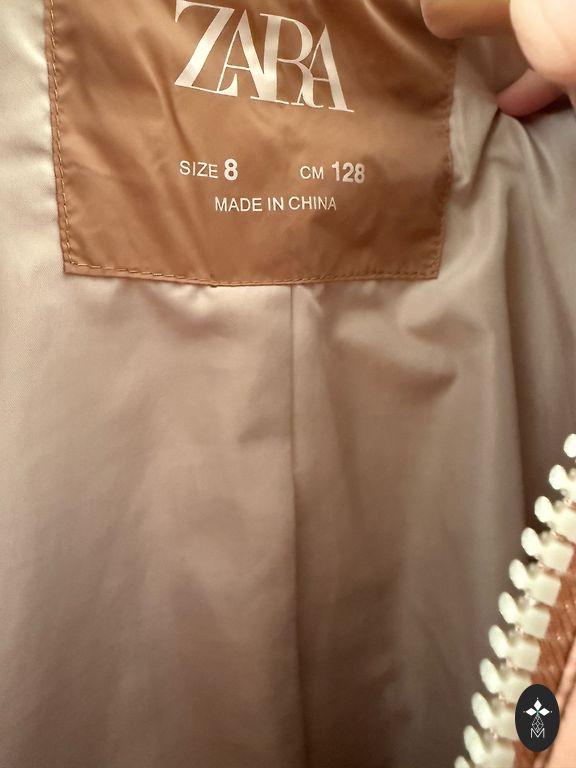 ZARA
SIZE 8 CM 128
MADE IN CHINA
M